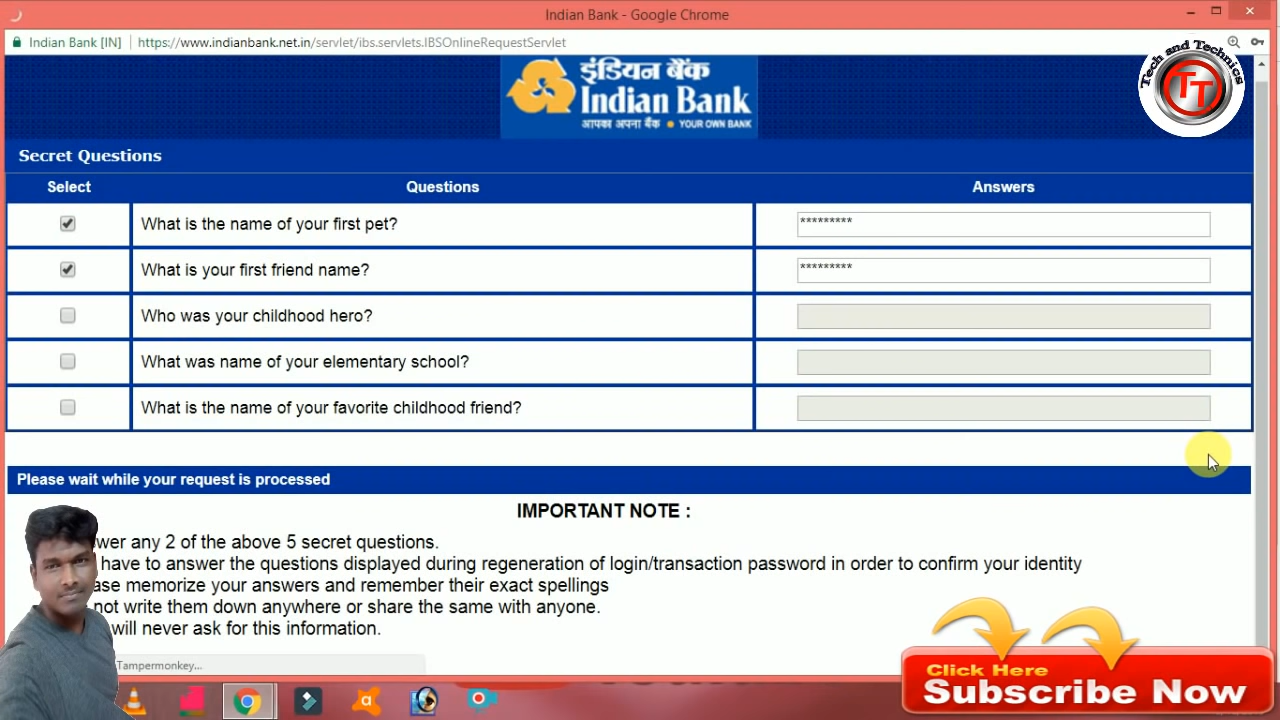 Indian Bank - Google Chrome
Indian Bank [IN] https://www.indianbank.net.in/servlet/ibs.servlets.IBSOnlineRequestServlet
Tech and Technics
TT
इंडियन बैंक
Indian Bank
आपका अपना बैंक • YOUR OWN BANK
Secret Questions
Select Questions Answers
What is the name of your first pet? *********
What is your first friend name? *********
Who was your childhood hero?
What was name of your elementary school?
What is the name of your favorite childhood friend?
Please wait while your request is processed
IMPORTANT NOTE :
wer any 2 of the above 5 secret questions.
have to answer the questions displayed during regeneration of login/transaction password in order to confirm your identity
ase memorize your answers and remember their exact spellings
not write them down anywhere or share the same with anyone.
will never ask for this information.
Tampermonkey...
Click Here
Subscribe Now